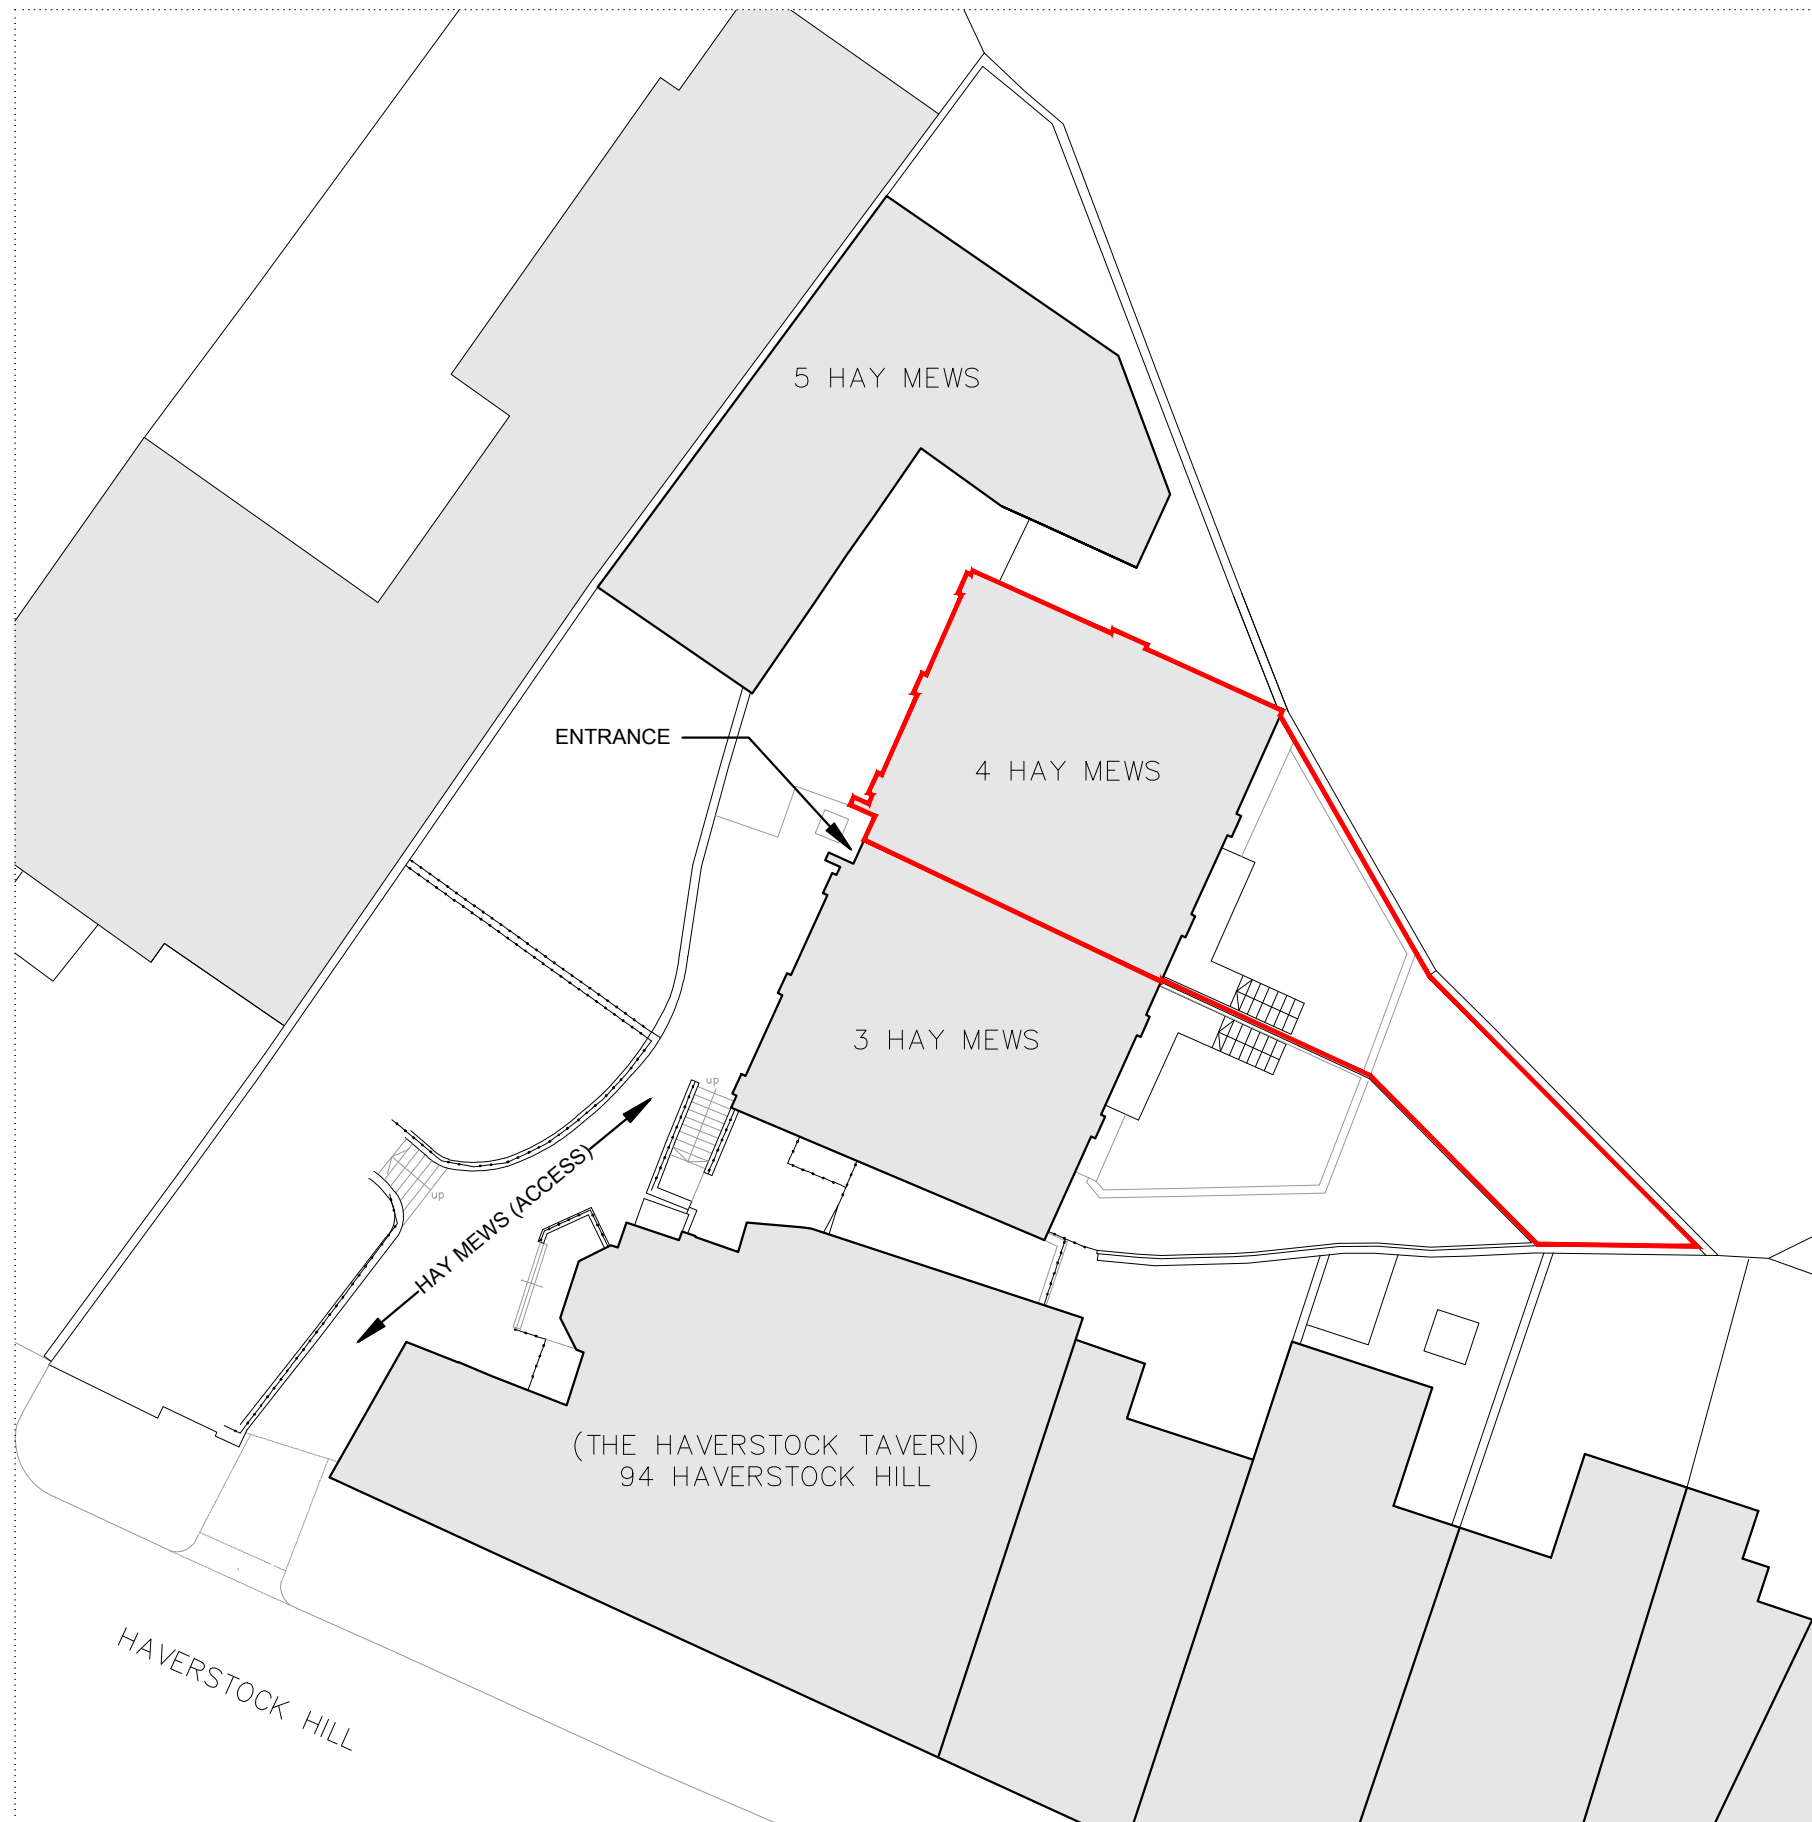 5 HAY MEWS
ENTRANCE
4 HAY MEWS
3 HAY MEWS
up
HAY MEWS (ACCESS)
up
(THE HAVERSTOCK TAVERN)
94 HAVERSTOCK HILL
HAVERSTOCK HILL